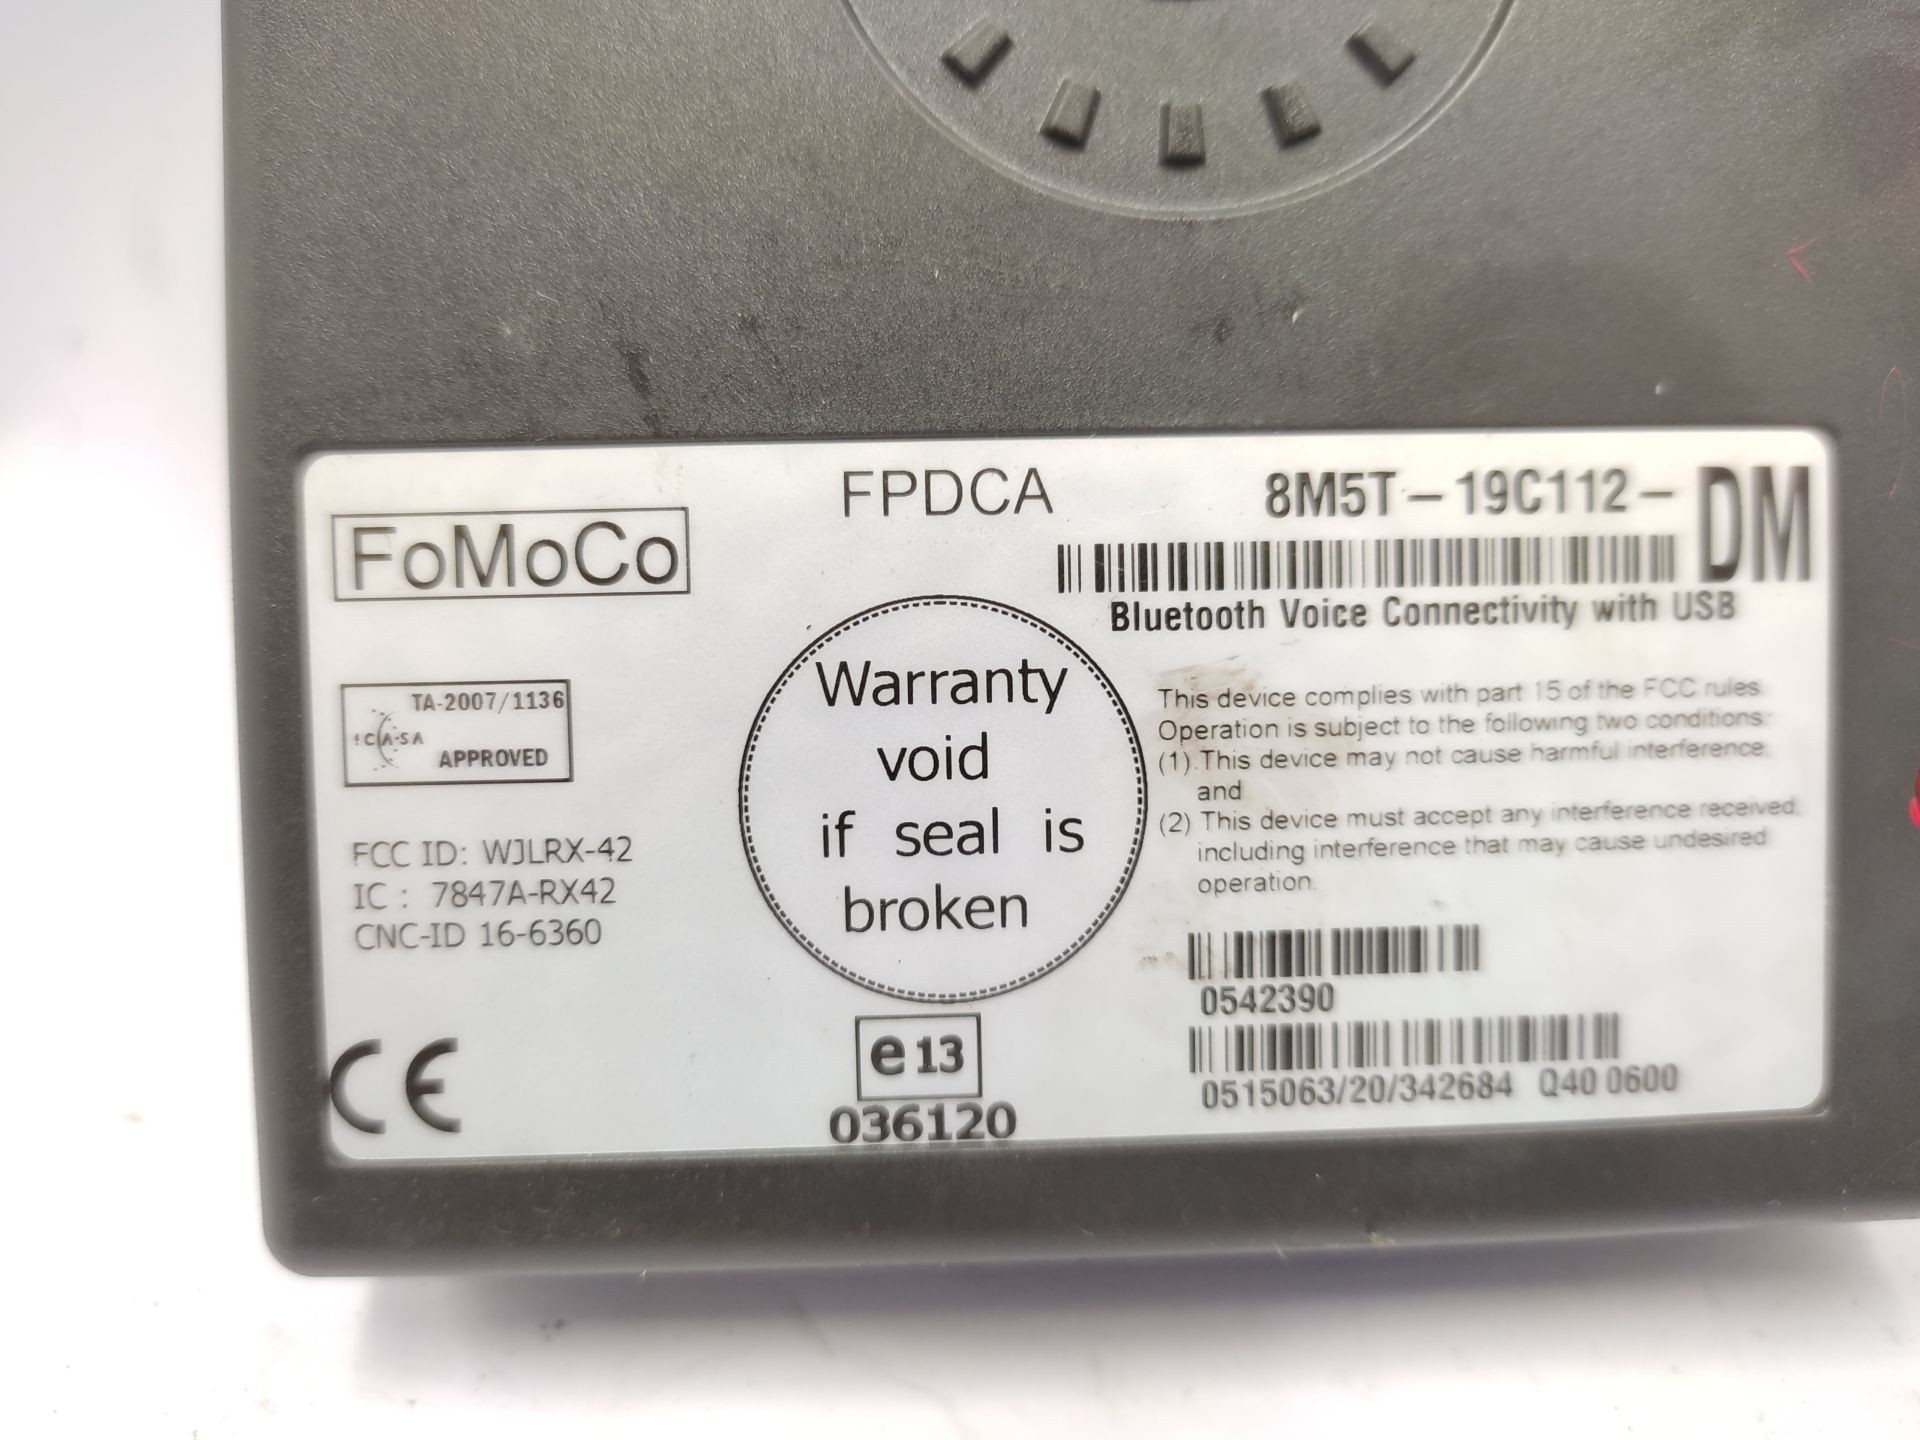 FoMoCo
FPDCA
8M5T-19C112-DM
Bluetooth Voice Connectivity with USB
TA-2007/1136
ICASA
APPROVED
FCC ID: WJLRX-42
IC : 7847A-RX42
CNC-ID 16-6360
CE
Warranty
void
if seal is
broken
e13
036120
This device complies with part 15 of the FCC rules.
Operation is subject to the following two conditions:
(1).This device may not cause harmful interference,
and
(2) This device must accept any interference received,
including interference that may cause undesired
operation.
0542390
0515063/20/342684 Q40 0600